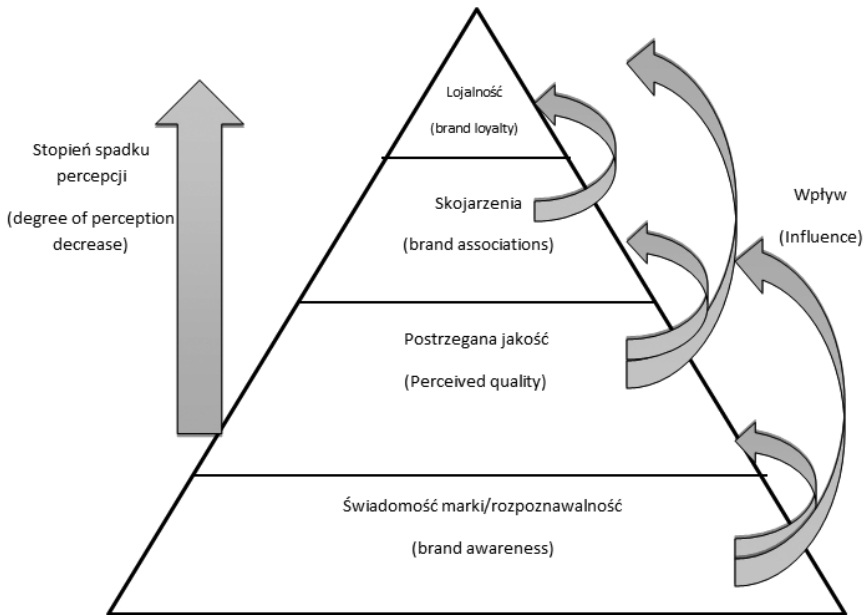 Lojalność
(brand loyalty)
Stopień spadku
percepcji
(degree of perception
decrease)
Skojarzenia
(brand associations)
Wpływ
(Influence)
Postrzegana jakość
(Perceived quality)
Świadomość marki/rozpoznawalność
(brand awareness)